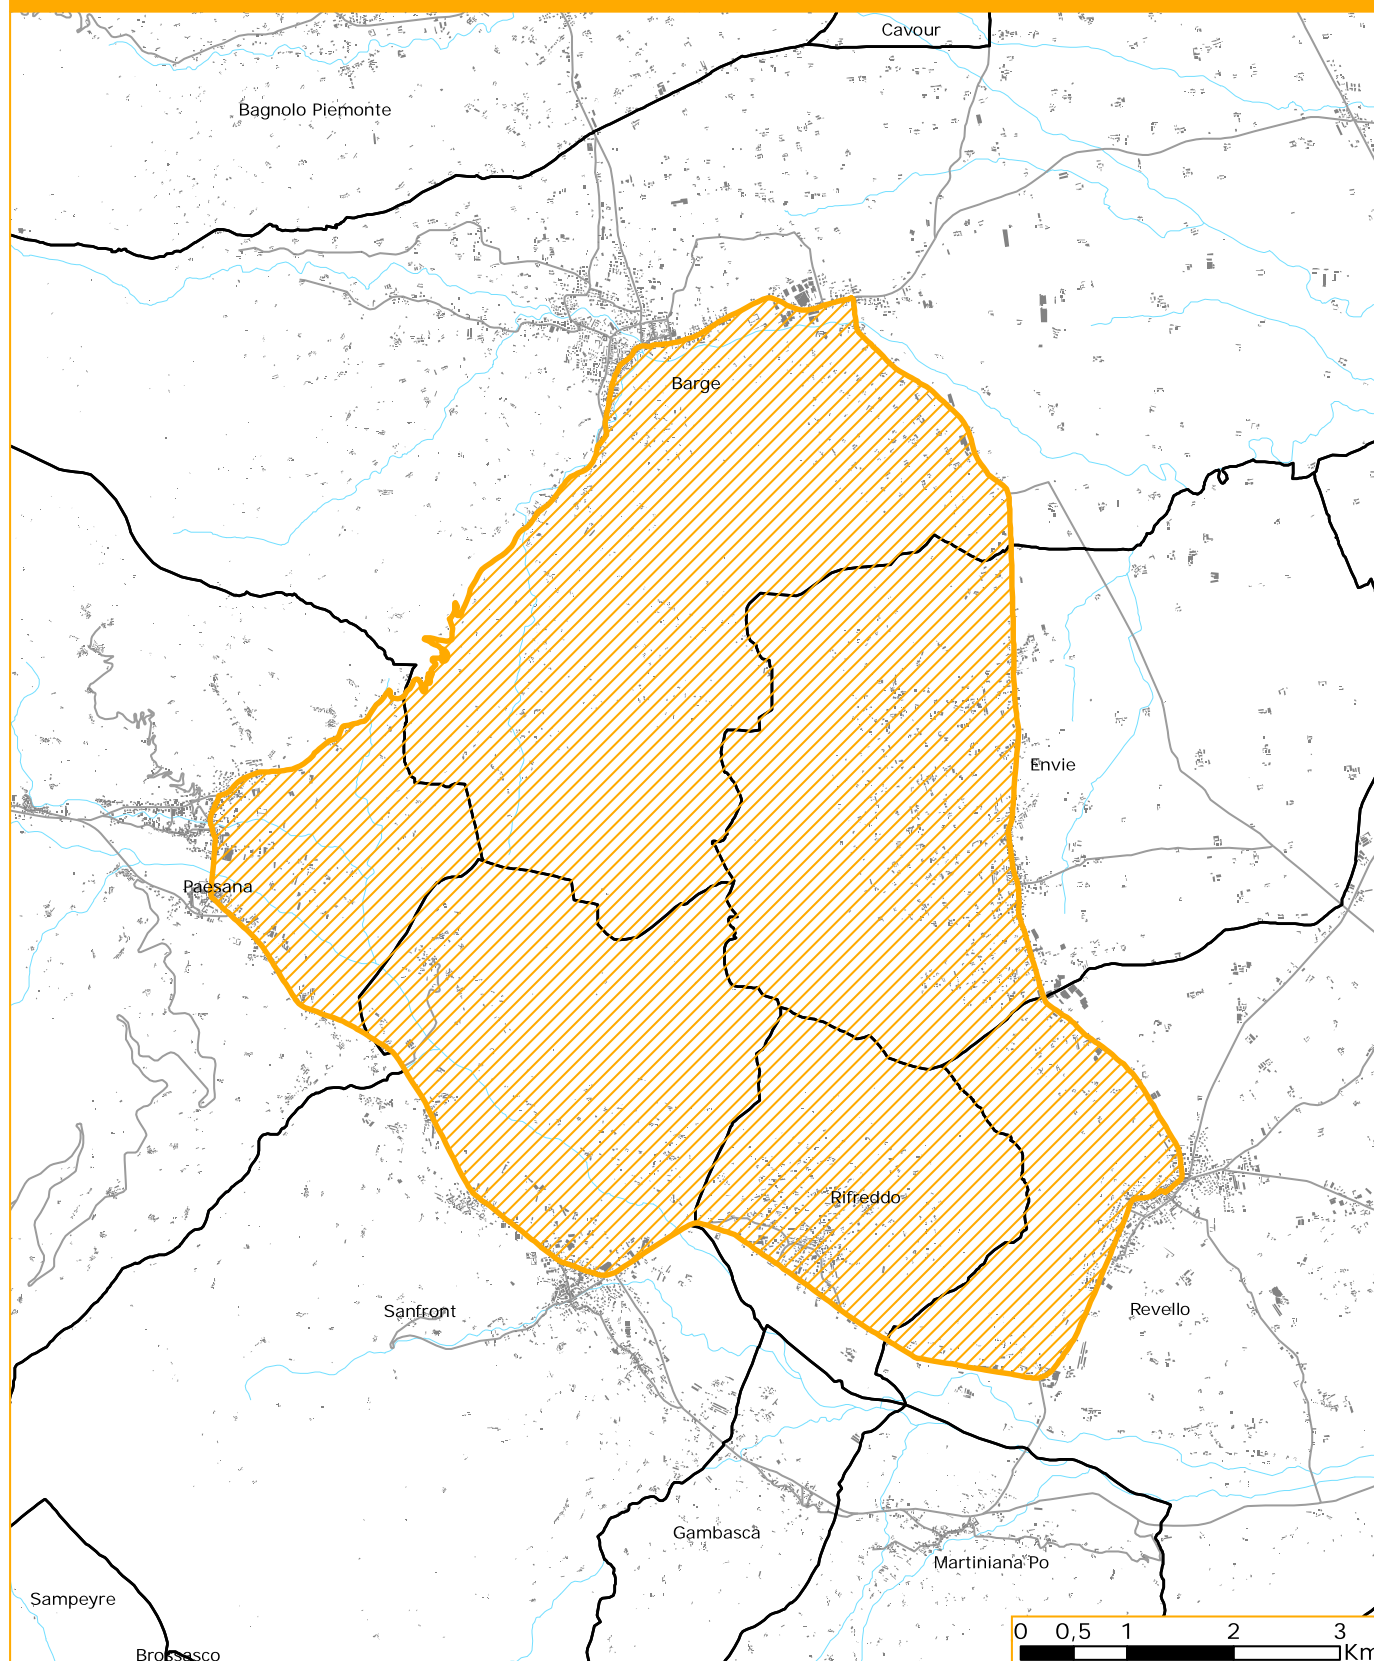 Cavour
Bagnolo Piemonte
Barge
Envie
Paesana
Rifreddo
Sanfront
Revello
Gambasca
Martiniana Po
Sampeyre
Brossasco
0 0,5 1 2 3
Km